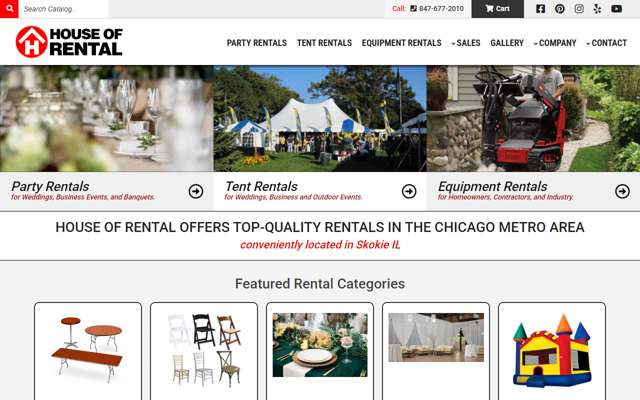 Search Catalog...
Call: 847-677-2010
Cart
HOUSE OF
RENTAL
PARTY RENTALS
TENT RENTALS
EQUIPMENT RENTALS
SALES
GALLERY
COMPANY
CONTACT
Party Rentals
for Weddings, Business Events, and Banquets.
Tent Rentals
for Weddings, Business and Outdoor Events.
Equipment Rentals
for Homeowners, Contractors, and Industry.
HOUSE OF RENTAL OFFERS TOP-QUALITY RENTALS IN THE CHICAGO METRO AREA
conveniently located in Skokie IL
Featured Rental Categories